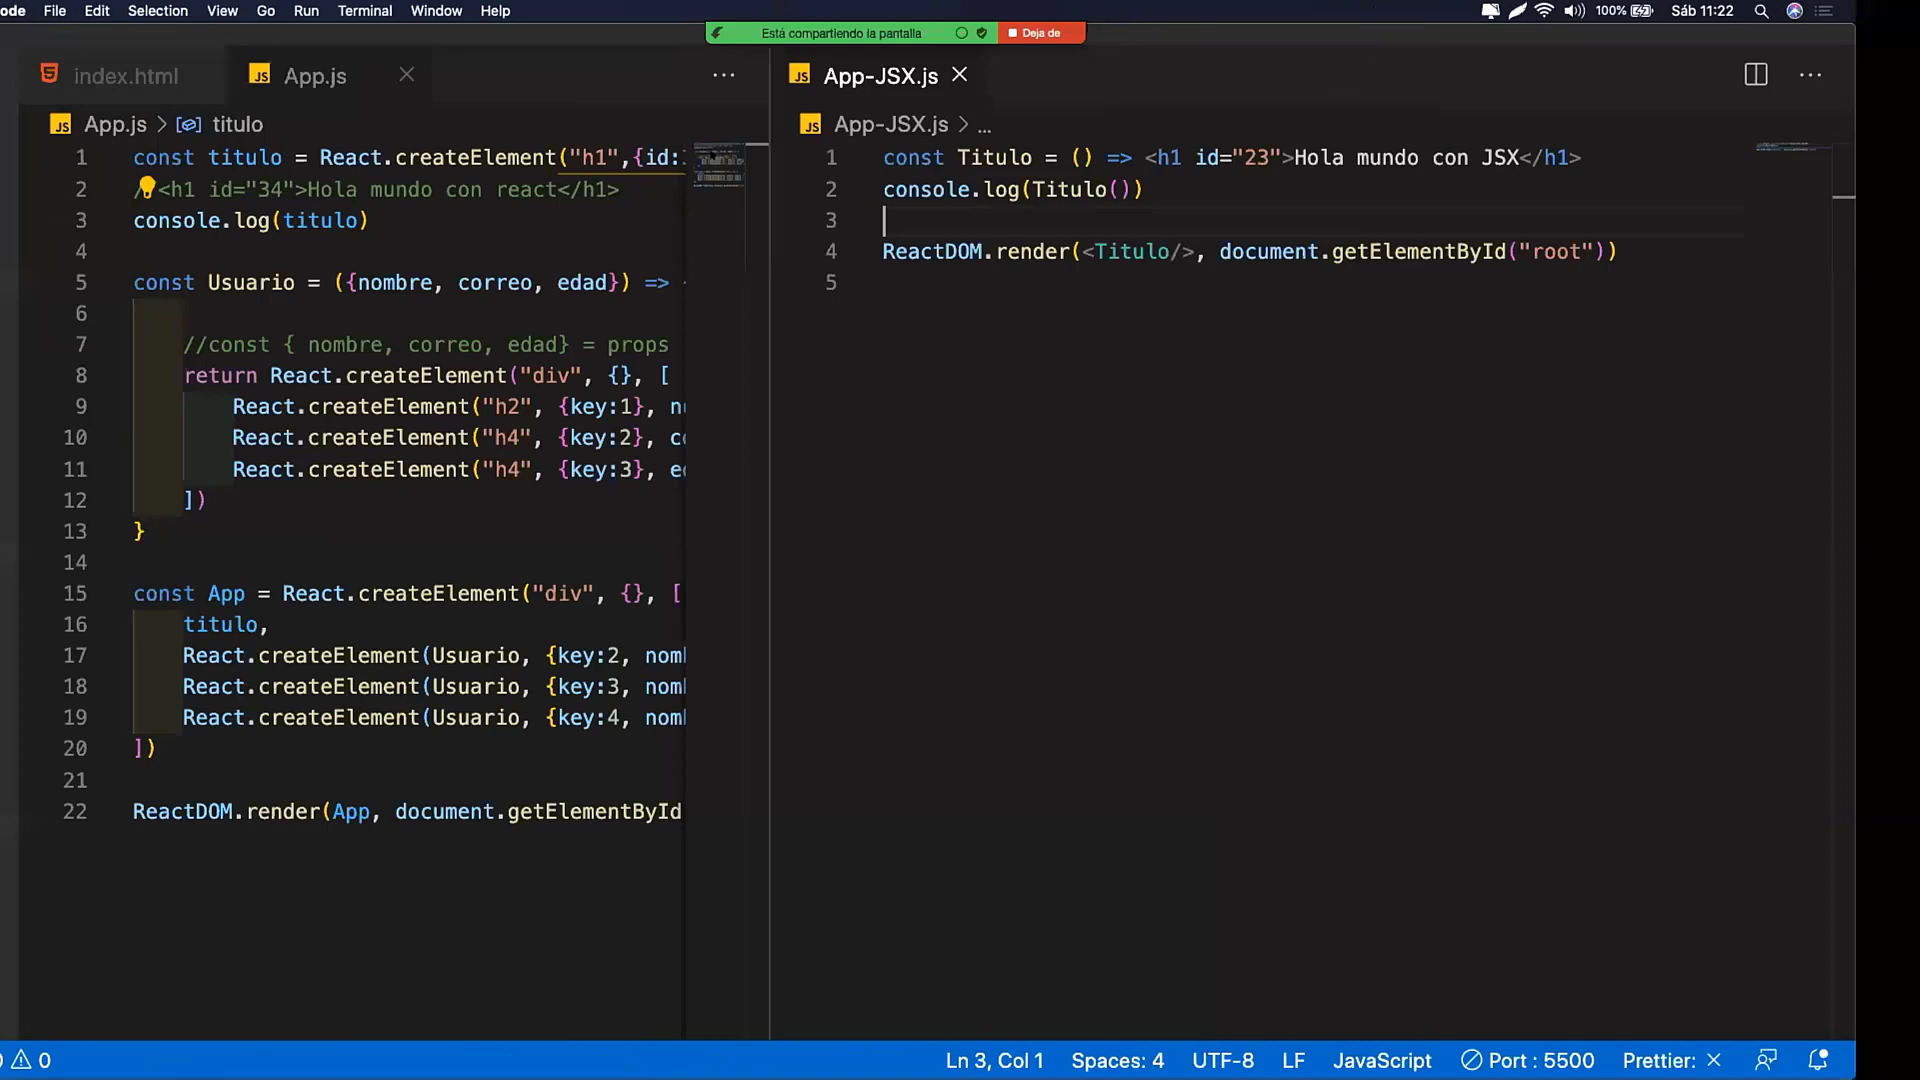 ode File Edit Selection View Go Run Terminal Window Help 100% Sáb 11:22
Está compartiendo la pantalla Deja de
index.html JS App.js ...
JS App.js > titulo
1 const titulo = React.createElement("h1",{id:
2 /<h1 id="34">Hola mundo con react</h1>
3 console.log(titulo)
4
5 const Usuario = ({nombre, correo, edad}) =>
6
7 //const { nombre, correo, edad} = props
8 return React.createElement("div", {}, [
9 React.createElement("h2", {key:1}, n
10 React.createElement("h4", {key:2}, c
11 React.createElement("h4", {key:3}, e
12 ])
13 }
14
15 const App = React.createElement("div", {}, [
16 titulo,
17 React.createElement(Usuario, {key:2, nom
18 React.createElement(Usuario, {key:3, nom
19 React.createElement(Usuario, {key:4, nom
20 ])
21
22 ReactDOM.render(App, document.getElementById
JS App-JSX.js ...
JS App-JSX.js > ...
1 const Titulo = () => <h1 id="23">Hola mundo con JSX</h1>
2 console.log(Titulo())
3
4 ReactDOM.render(<Titulo/>, document.getElementById("root"))
5
0 Ln 3, Col 1 Spaces: 4 UTF-8 LF JavaScript Port : 5500 Prettier: ×